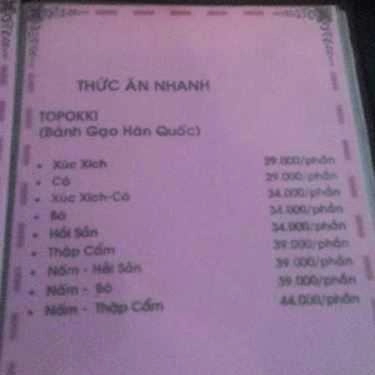 THỨC ĂN NHANH
TOPOKKI
(Bánh Gạo Hàn Quốc)
Xúc Xích 29.000/phần
Cá 29.000/phần
Xúc Xích-Cá 34.000/phần
Bò 34.000/phần
Hải Sản 34.000/phần
Thập Cẩm 39.000/phần
Nấm - Hải Sản 39.000/phần
Nấm - Bò 39.000/phần
Nấm - Thập Cẩm 44.000/phần